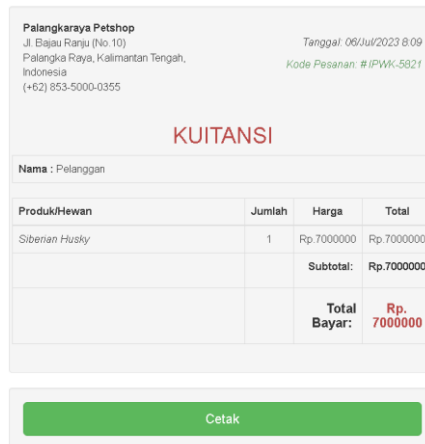 Palangkaraya Petshop
Jl. Bajau Ranju (No.10)
Palangka Raya, Kalimantan Tengah,
Indonesia
(+62) 853-5000-0355
Tanggal: 06/Jul/2023 8:09
Kode Pesanan: # IPWK-5821
KUITANSI
Nama : Pelanggan
Produk/Hewan Jumlah Harga Total
Siberian Husky 1 Rp.7000000 Rp.7000000
Subtotal: Rp.7000000
Total Bayar: Rp. 7000000
Cetak